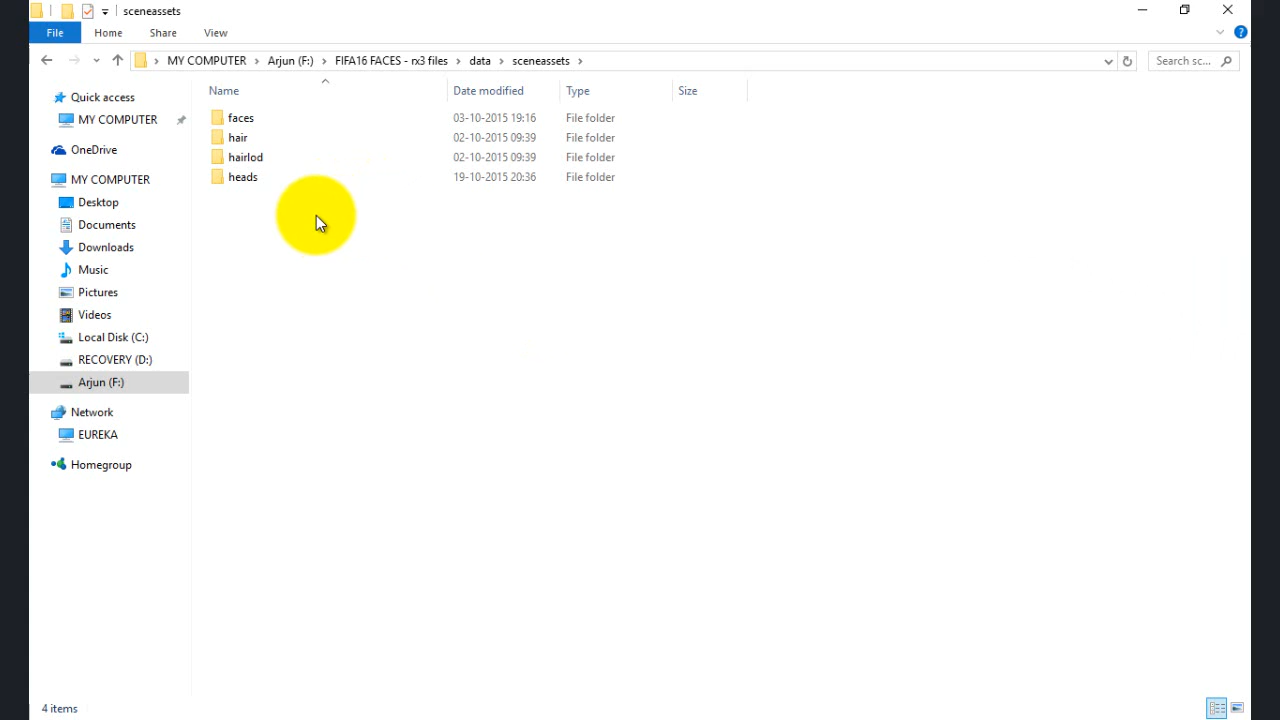 sceneassets
File Home Share View
MY COMPUTER Arjun (F:) FIFA16 FACES - rx3 files data sceneassets Search sc...
Name Date modified Type Size
Quick access
MY COMPUTER
OneDrive
MY COMPUTER
Desktop
Documents
Downloads
Music
Pictures
Videos
Local Disk (C:)
RECOVERY (D:)
Arjun (F:)
Network
EUREKA
Homegroup
faces 03-10-2015 19:16 File folder
hair 02-10-2015 09:39 File folder
hairlod 02-10-2015 09:39 File folder
heads 19-10-2015 20:36 File folder
4 items